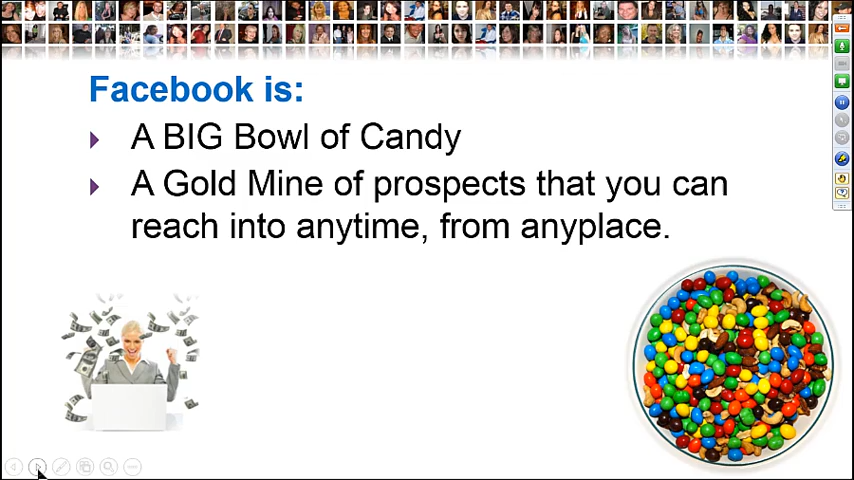 Facebook is:
A BIG Bowl of Candy
A Gold Mine of prospects that you can
reach into anytime, from anyplace.